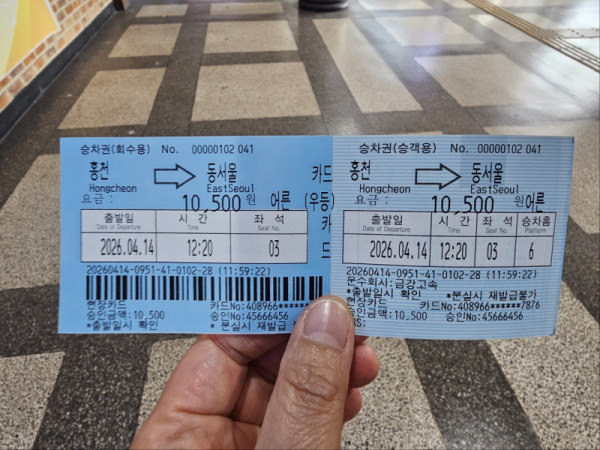 승차권(회수용) No. 00000102 041
홍천 동서울 카드
Hongcheon EastSeoul
요금 : 10,500 원 어른 (우등)
출발일 시 간 좌 석 카
Date of Departure Time Seat No.
2026.04.14 12:20 03 드
20260414-0951-41-0102-28 (11:59:22)
현장카드 카드No:408966******
승인금액:10,500 승인No:45666456
*출발일시 확인 * 분실시 재발급
승차권(승객용) No. 00000102 041
홍천 동서울
Hongcheon EastSeoul
요금 : 10,500 원 어른
출발일 시 간 좌 석 승차홈
Date of Departure Time Seat No. Platform
2026.04.14 12:20 03 6
20260414-0951-41-0102-28 (11:59:22)
운수회사:금강고속
*출발일시 확인 *분실시 재발급불가
현장카드 카드No:408966******7876
승인금액:10,500 승인No:45666456